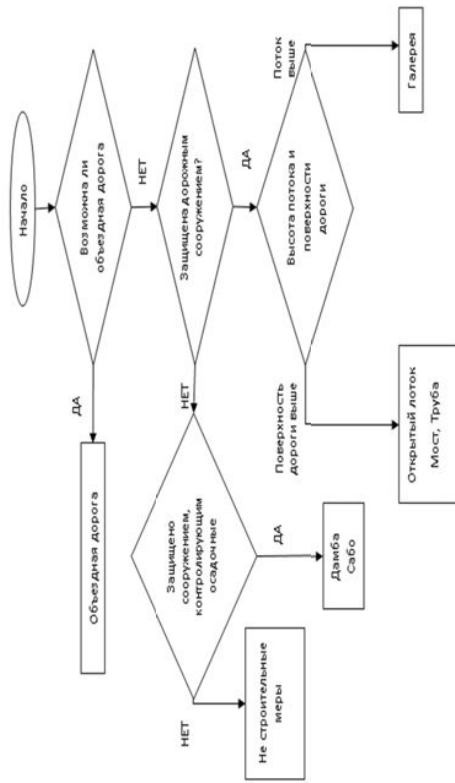 Начало
Возможна ли
объездная дорога
ДА
НЕТ
Объездная дорога
Защищена дорожным
сооружением?
НЕТ
ДА
Защищено
сооружением,
контролирующим
осадочные
НЕТ
ДА
Не строительные
меры
Дамба
Сабо
Высота потока и
поверхности
дороги
Поверхность
дороги выше
Поток
выше
Открытый лоток
Мост, Труба
Галерея